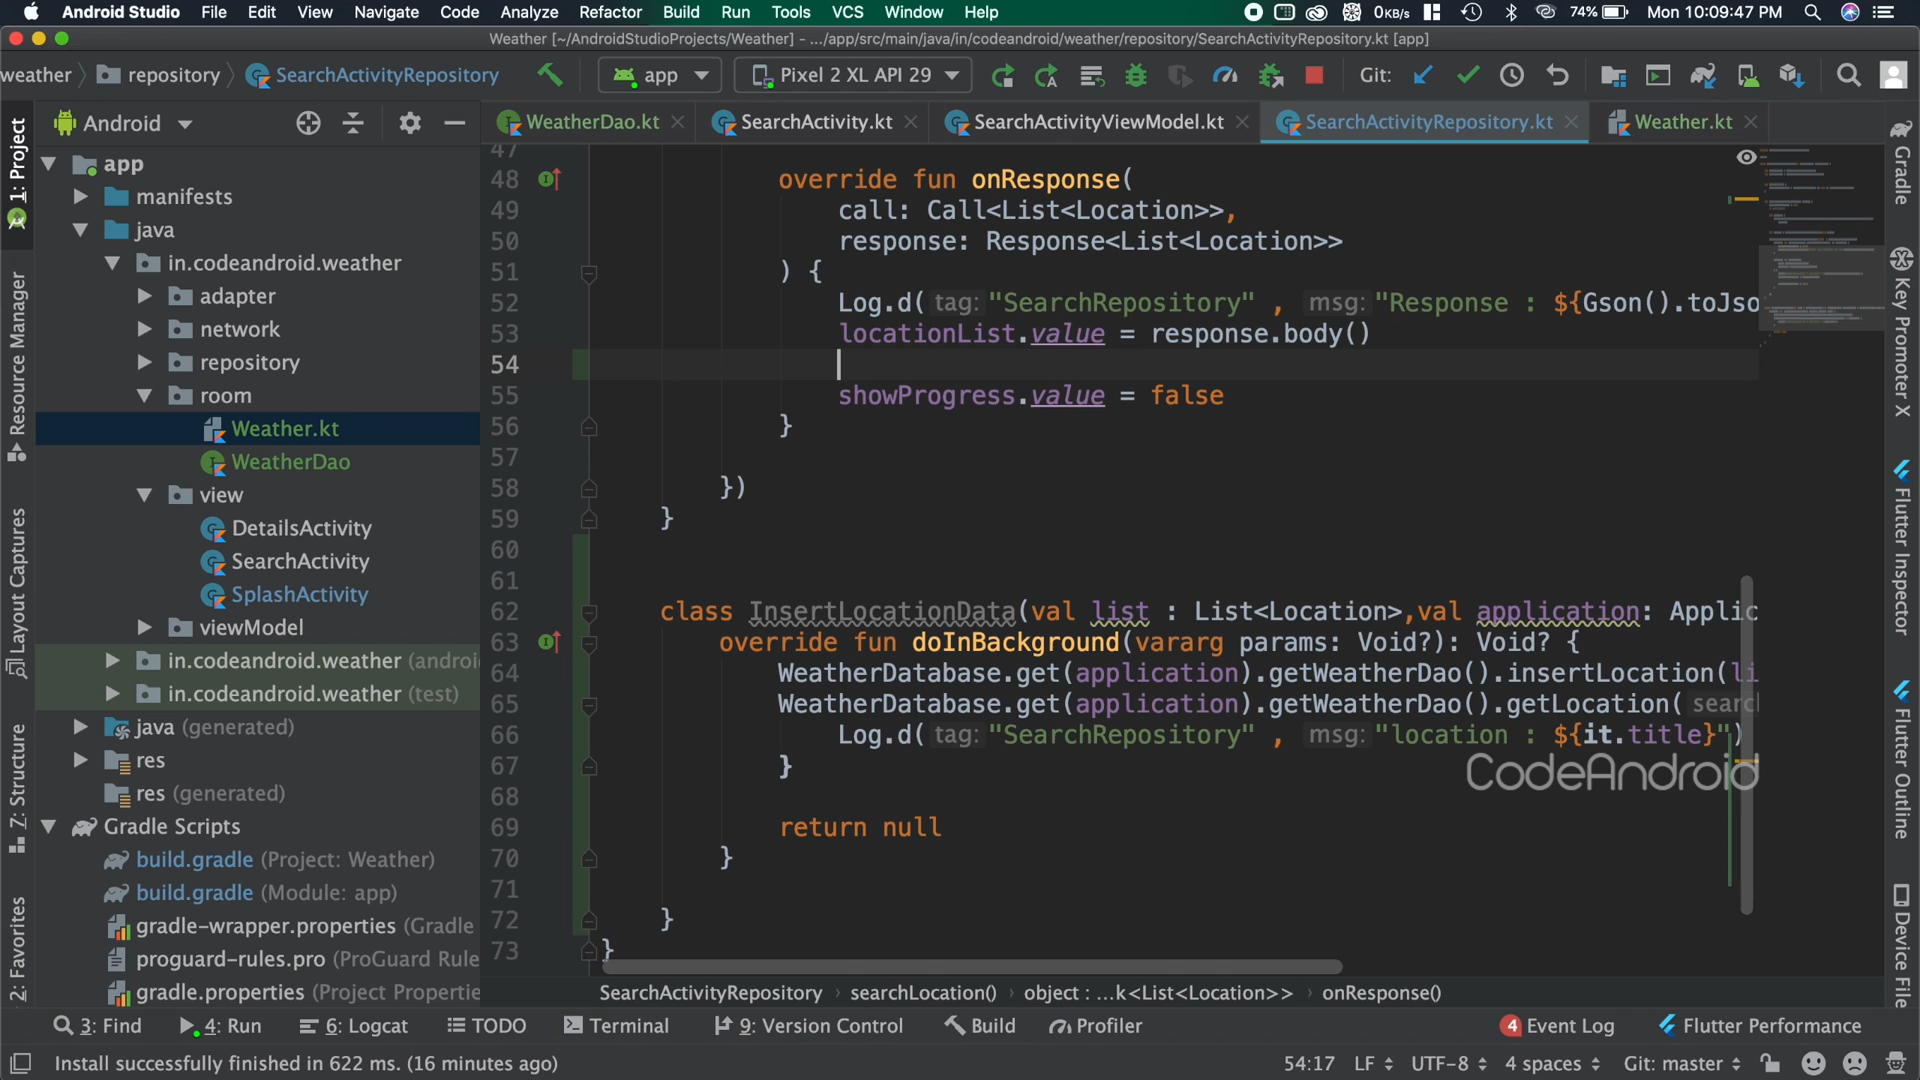 Android Studio File Edit View Navigate Code Analyze Refactor Build Run Tools VCS Window Help 0KB/s 74% Mon 10:09:47 PM
Weather [~/AndroidStudioProjects/Weather] - .../app/src/main/java/in/codeandroid/weather/repository/SearchActivityRepository.kt [app]
weather repository SearchActivityRepository app Pixel 2 XL API 29 Git:
Android WeatherDao.kt SearchActivity.kt SearchActivityViewModel.kt SearchActivityRepository.kt Weather.kt
1: Project
Resource Manager
Layout Captures
Z: Structure
2: Favorites
app
manifests
java
in.codeandroid.weather
adapter
network
repository
room
Weather.kt
WeatherDao
view
DetailsActivity
SearchActivity
SplashActivity
viewModel
in.codeandroid.weather (androi
in.codeandroid.weather (test)
java (generated)
res
res (generated)
Gradle Scripts
build.gradle (Project: Weather)
build.gradle (Module: app)
gradle-wrapper.properties (Gradle
proguard-rules.pro (ProGuard Rule
gradle.properties (Project Propertie
47
48 override fun onResponse(
49 call: Call<List<Location>>,
50 response: Response<List<Location>>
51 ) {
52 Log.d( tag: "SearchRepository" , msg: "Response : ${Gson().toJso
53 locationList.value = response.body()
54
55 showProgress.value = false
56 }
57
58 })
59 }
60
61
62 class InsertLocationData(val list : List<Location>,val application: Applic
63 override fun doInBackground(vararg params: Void?): Void? {
64 WeatherDatabase.get(application).getWeatherDao().insertLocation(li
65 WeatherDatabase.get(application).getWeatherDao().getLocation( searc
66 Log.d( tag: "SearchRepository" , msg: "location : ${it.title}")
67 }
68
69 return null
70 }
71
72 }
73 }
CodeAndroid
Gradle
Key Promoter X
Flutter Inspector
Flutter Outline
Device File
SearchActivityRepository searchLocation() object : ...k<List<Location>> onResponse()
3: Find 4: Run 6: Logcat TODO Terminal 9: Version Control Build Profiler 4 Event Log Flutter Performance
Install successfully finished in 622 ms. (16 minutes ago) 54:17 LF UTF-8 4 spaces Git: master